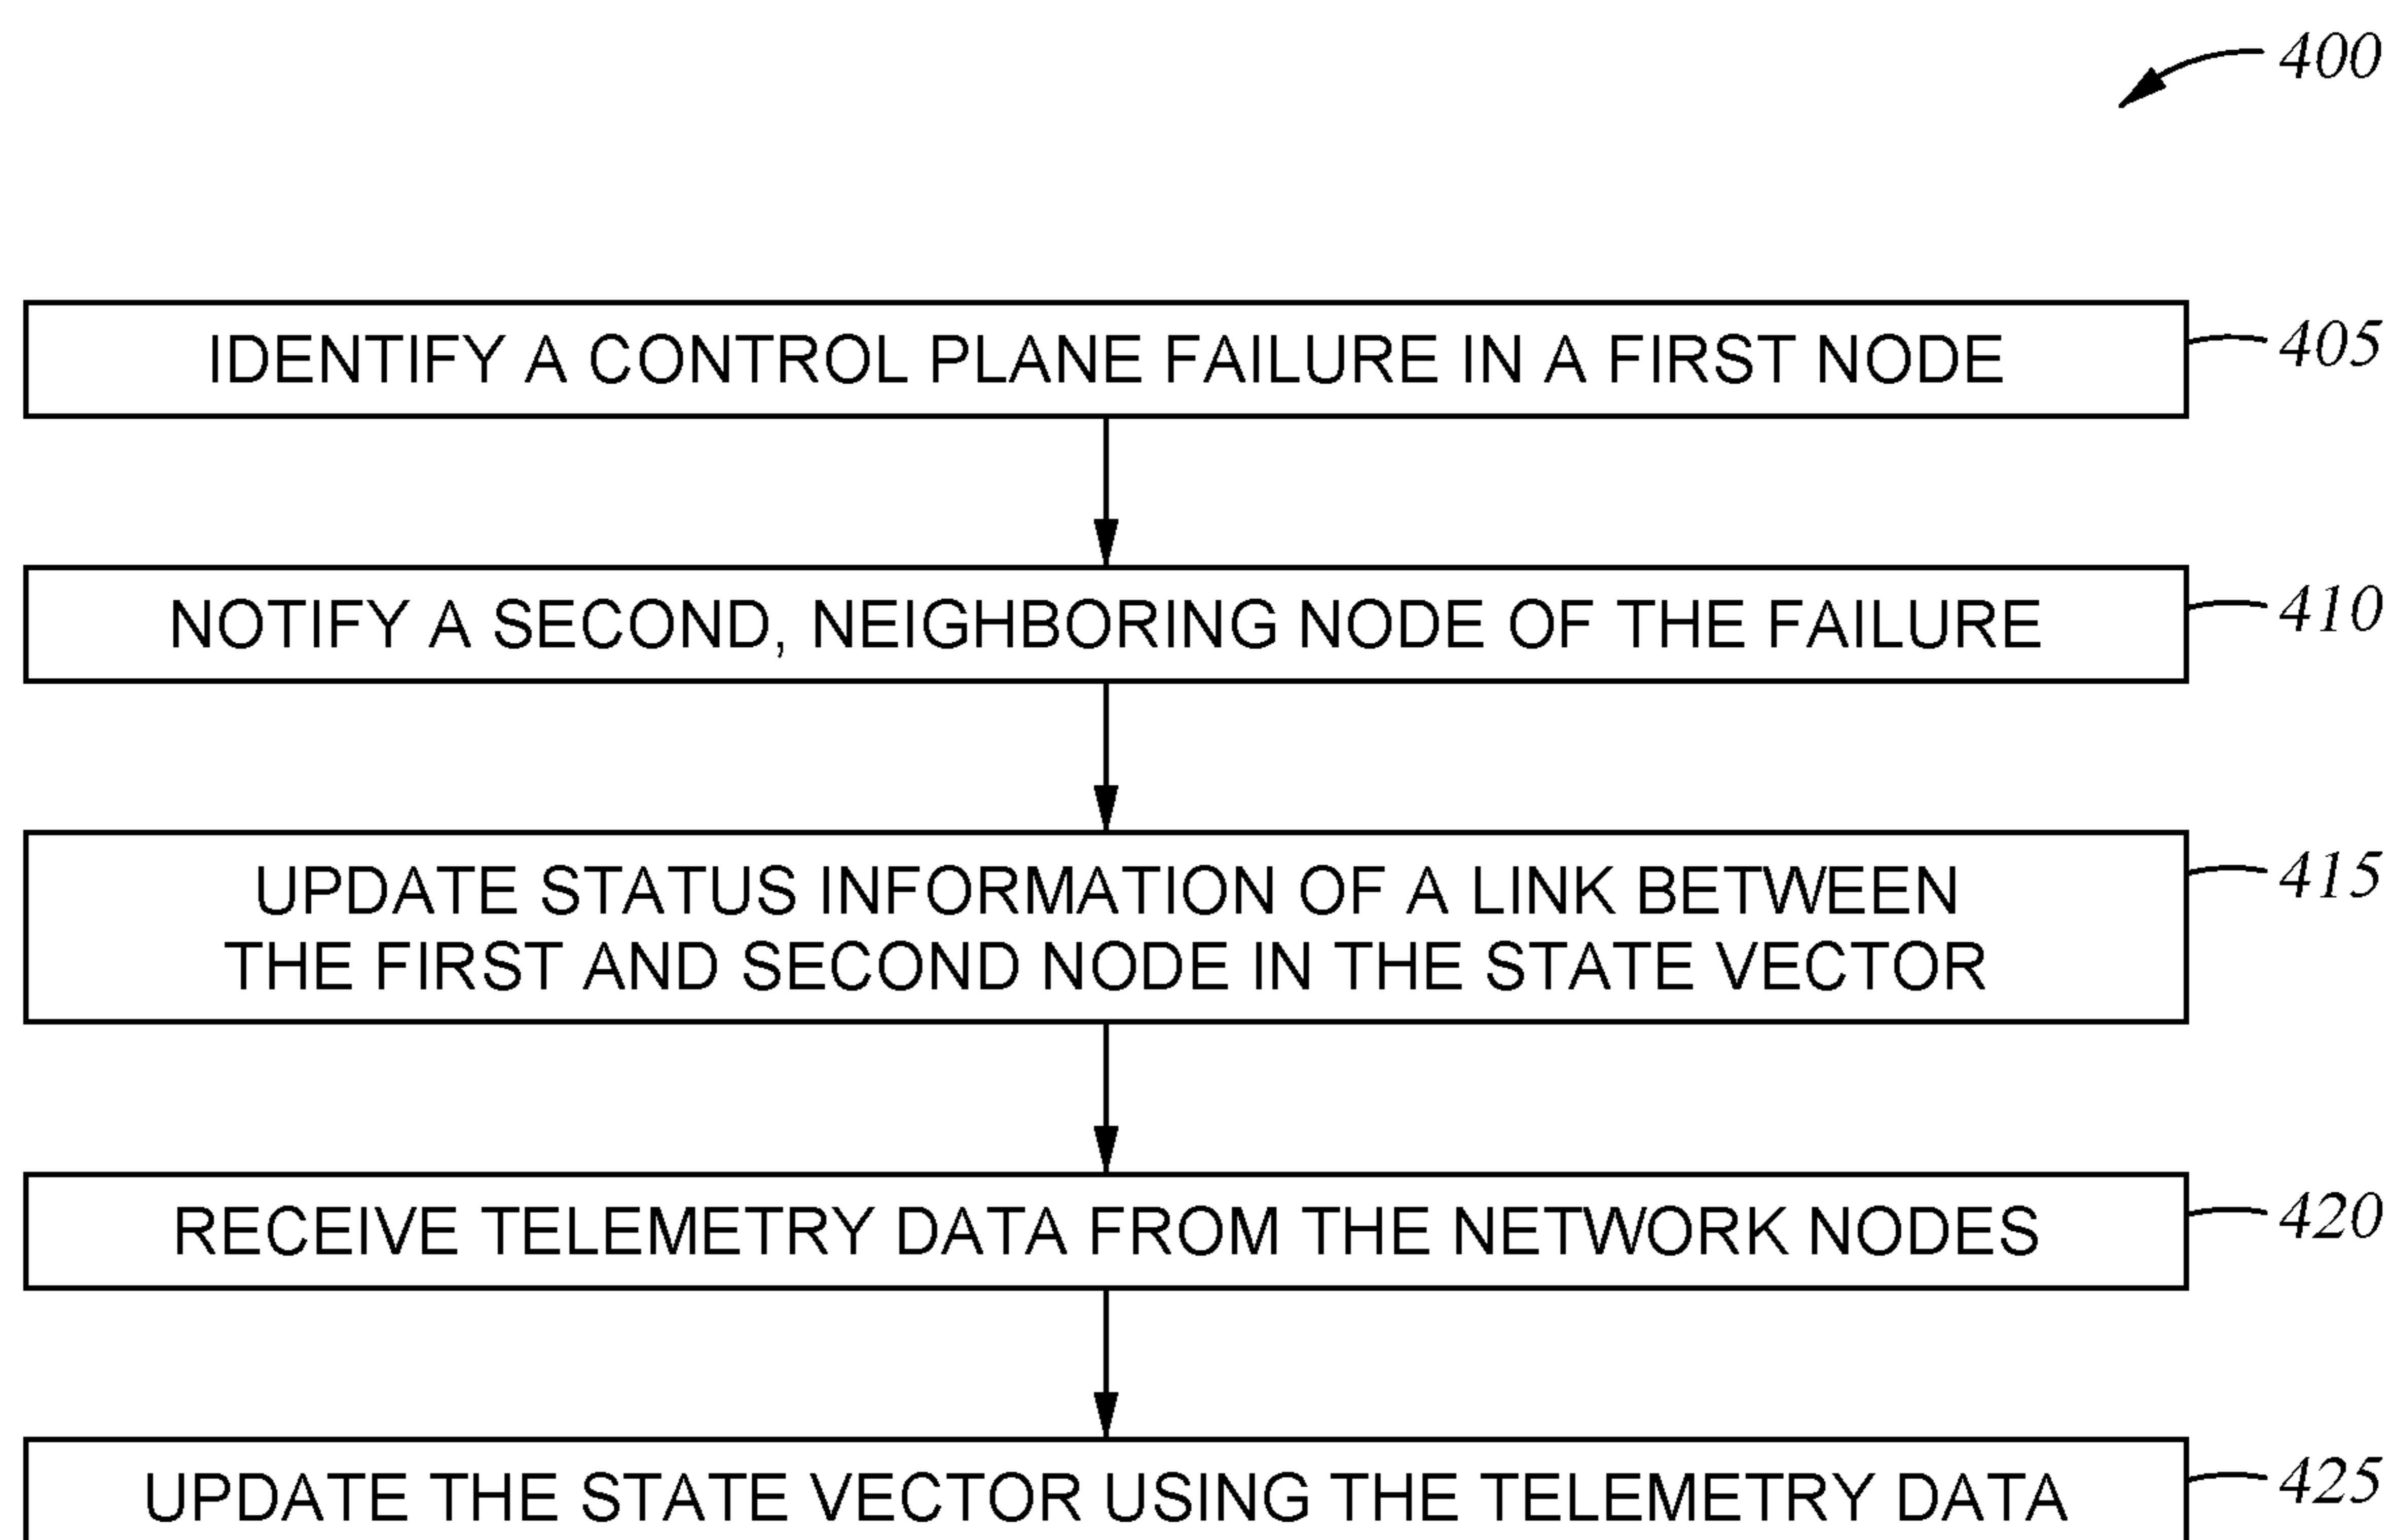 400
IDENTIFY A CONTROL PLANE FAILURE IN A FIRST NODE
405
NOTIFY A SECOND, NEIGHBORING NODE OF THE FAILURE
410
UPDATE STATUS INFORMATION OF A LINK BETWEEN
THE FIRST AND SECOND NODE IN THE STATE VECTOR
415
RECEIVE TELEMETRY DATA FROM THE NETWORK NODES
420
UPDATE THE STATE VECTOR USING THE TELEMETRY DATA
425